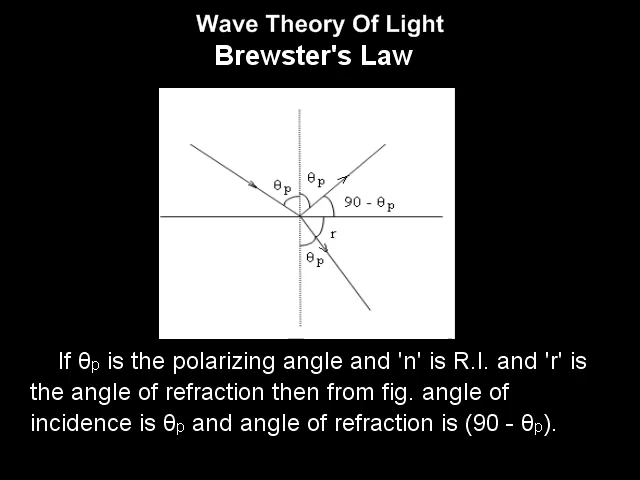 Wave Theory Of Light
Brewster's Law
θp
θp
90 - θp
r
θp
If θp is the polarizing angle and 'n' is R.I. and 'r' is
the angle of refraction then from fig. angle of
incidence is θp and angle of refraction is (90 - θp).